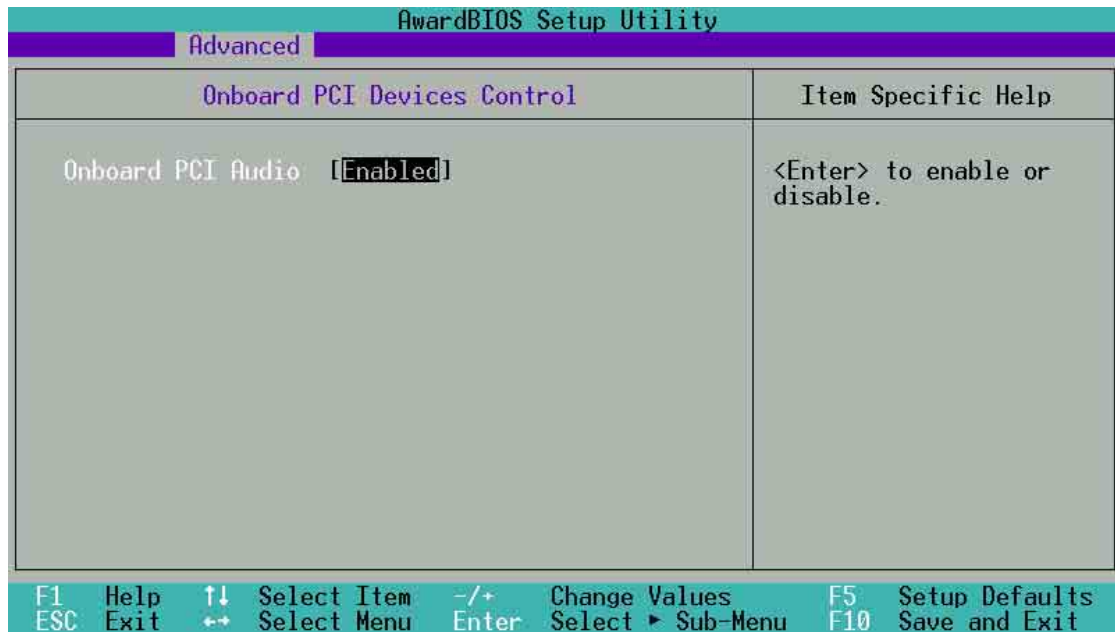 AwardBIOS Setup Utility
Advanced
Onboard PCI Devices Control
Item Specific Help
Onboard PCI Audio [Enabled]
<Enter> to enable or
disable.
F1 Help ↑↓ Select Item -/+ Change Values F5 Setup Defaults
ESC Exit ←→ Select Menu Enter Select ► Sub-Menu F10 Save and Exit